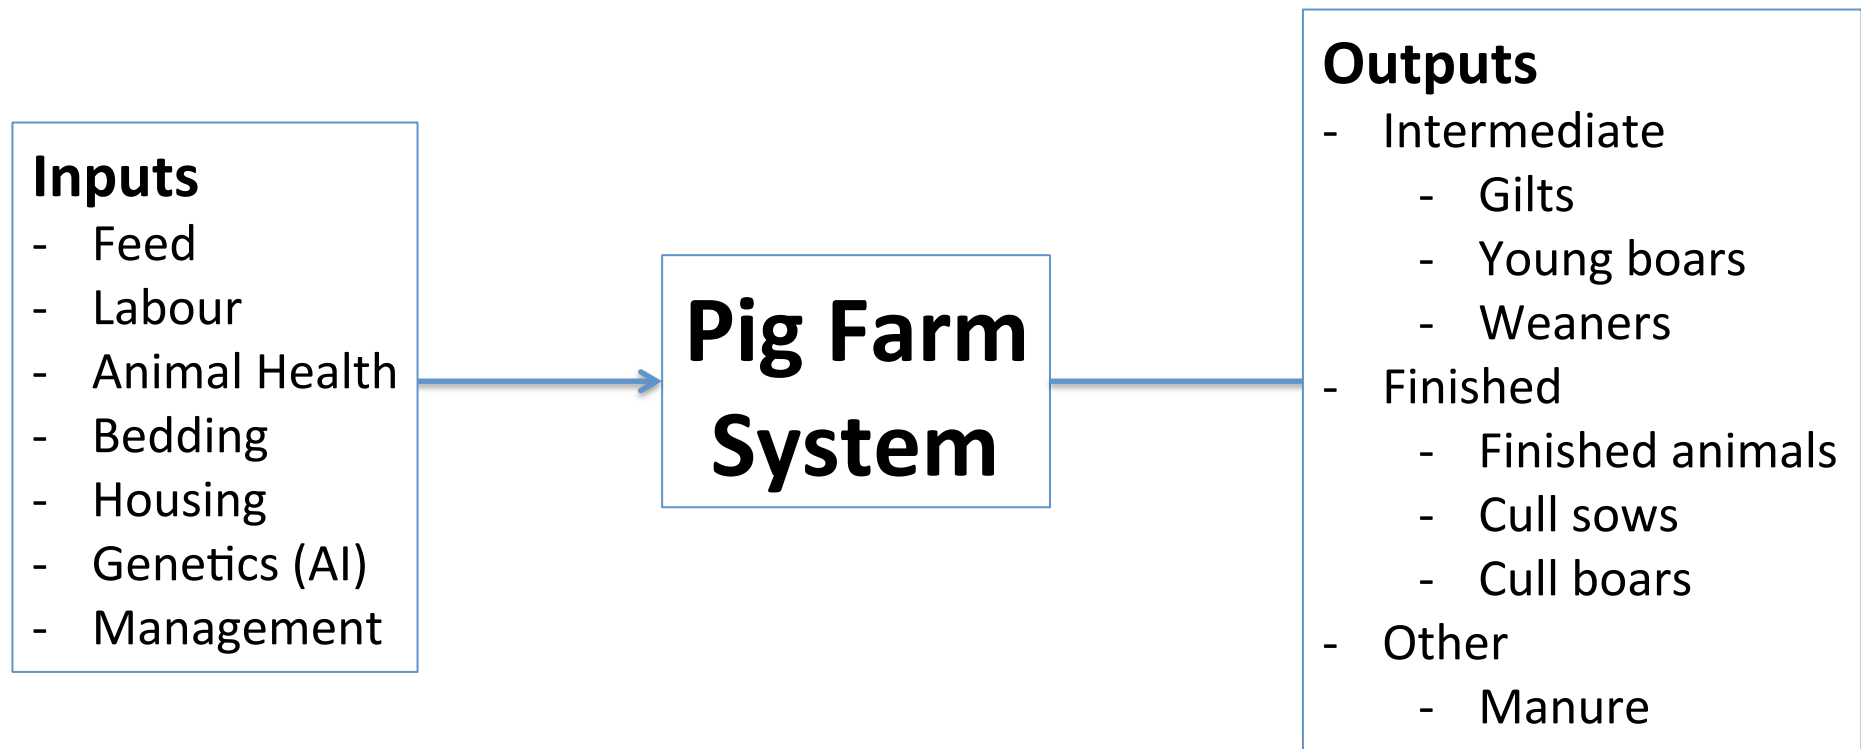 Inputs
- Feed
- Labour
- Animal Health
- Bedding
- Housing
- Genetics (AI)
- Management
Pig Farm
System
Outputs
- Intermediate
- Gilts
- Young boars
- Weaners
- Finished
- Finished animals
- Cull sows
- Cull boars
- Other
- Manure